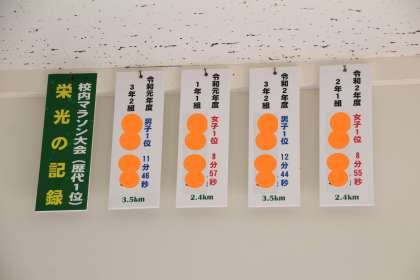 校内マラソン大会(歴代1位)
栄光の記録
令和元年度
3年2組
男子1位
11分46秒
3.5km
令和元年度
1年1組
女子1位
8分57秒
2.4km
令和2年度
3年2組
男子1位
12分44秒
3.5km
令和2年度
2年1組
女子1位
8分55秒
2.4km